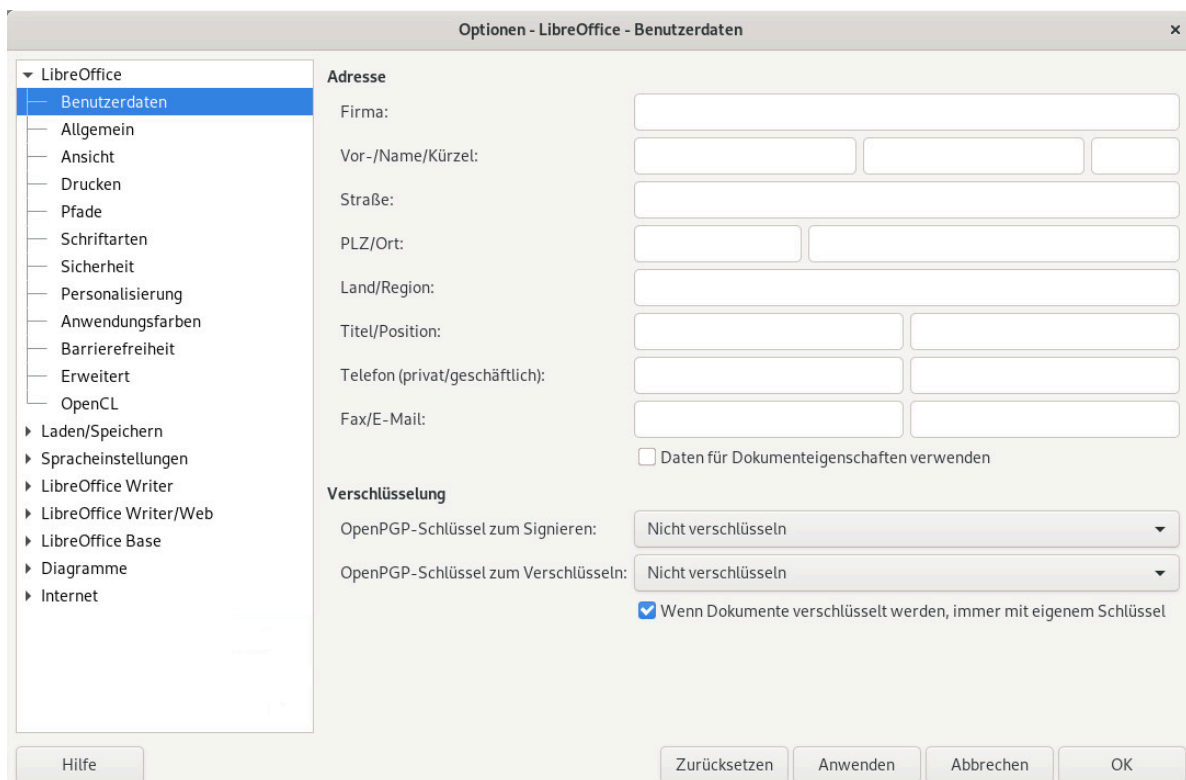 Optionen - LibreOffice - Benutzerdaten
LibreOffice
Benutzerdaten
Allgemein
Ansicht
Drucken
Pfade
Schriftarten
Sicherheit
Personalisierung
Anwendungsfarben
Barrierefreiheit
Erweitert
OpenCL
Laden/Speichern
Spracheinstellungen
LibreOffice Writer
LibreOffice Writer/Web
LibreOffice Base
Diagramme
Internet
Adresse
Firma:
Vor-/Name/Kürzel:
Straße:
PLZ/Ort:
Land/Region:
Titel/Position:
Telefon (privat/geschäftlich):
Fax/E-Mail:
Daten für Dokumenteigenschaften verwenden
Verschlüsselung
OpenPGP-Schlüssel zum Signieren: Nicht verschlüsseln
OpenPGP-Schlüssel zum Verschlüsseln: Nicht verschlüsseln
Wenn Dokumente verschlüsselt werden, immer mit eigenem Schlüssel
Hilfe Zurücksetzen Anwenden Abbrechen OK